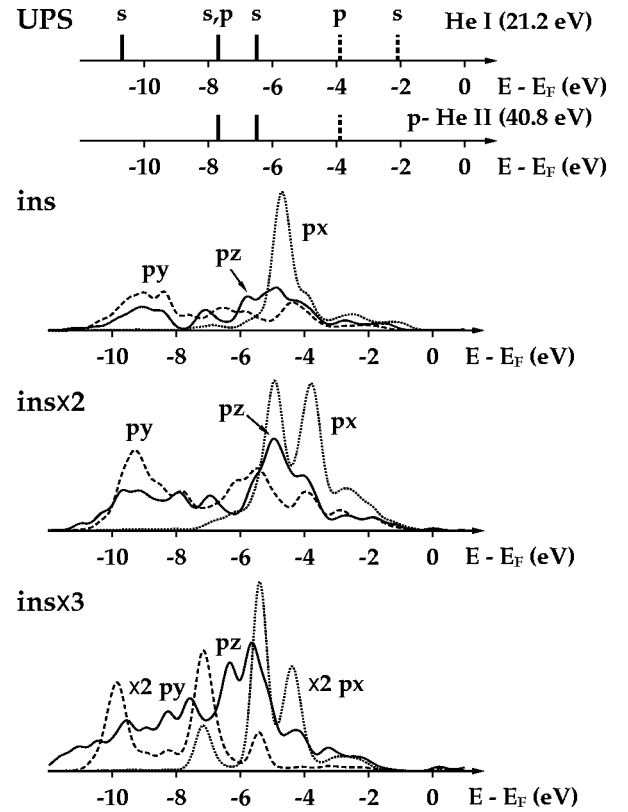 UPS s s,p s p s He I (21.2 eV)
-10 -8 -6 -4 -2 0 E - EF (eV)
p- He II (40.8 eV)
-10 -8 -6 -4 -2 0 E - EF (eV)
ins
px
pz
py
-10 -8 -6 -4 -2 0 E - EF (eV)
insX2
pz
px
py
-10 -8 -6 -4 -2 0 E - EF (eV)
insX3
pz
X2 py X2 px
-10 -8 -6 -4 -2 0 E - EF (eV)